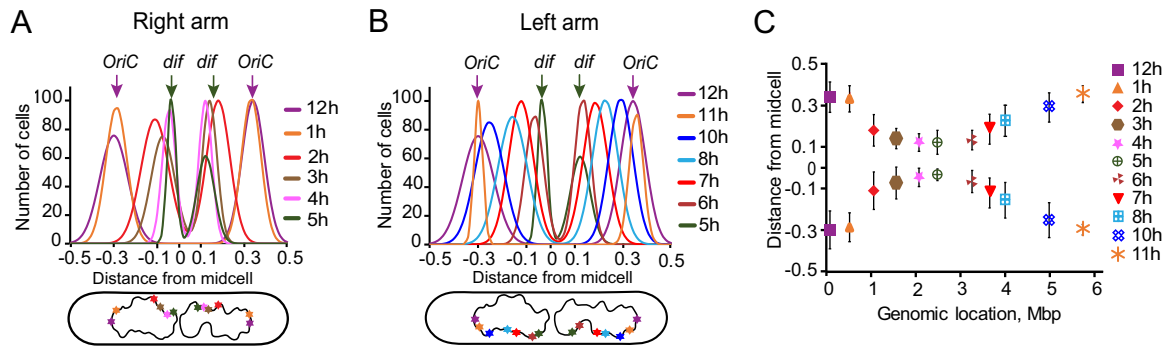 A
Right arm
OriC
dif
dif
OriC
Number of cells
100
80
60
40
20
0
-0.5
-0.3
-0.1
0
0.1
0.3
0.5
Distance from midcell
12h
1h
2h
3h
4h
5h
B
Left arm
OriC
dif
dif
OriC
Number of cells
100
80
60
40
20
0
-0.5
-0.3
-0.1
0
0.1
0.3
0.5
Distance from midcell
12h
11h
10h
8h
7h
6h
5h
C
Distance from midcell
0.5
0.3
0.1
0
-0.1
-0.3
-0.5
0
1
2
3
4
5
6
Genomic location, Mbp
12h
1h
2h
3h
4h
5h
6h
7h
8h
10h
11h